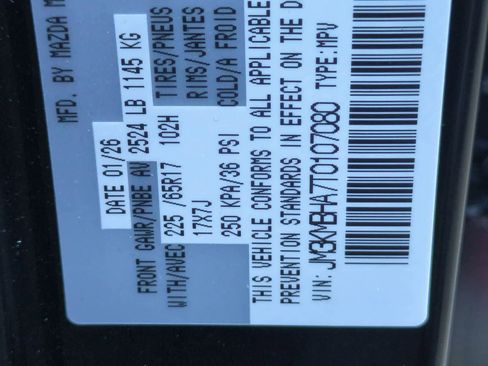 MFD. BY MAZDA M
DATE 01/26
FRONT GAWR/PNBE AV 2524 LB 1145 KG
WITH/AVEC TIRES/PNEUS RIMS/JANTES COLD/A FROID
225 /65R17 102H
17X7J
250 KPA/36 PSI
THIS VEHICLE CONFORMS TO ALL APPLICABLE
PREVENTION STANDARDS IN EFFECT ON THE D
VIN: JM3KMBHA7T0107080 TYPE:MPV